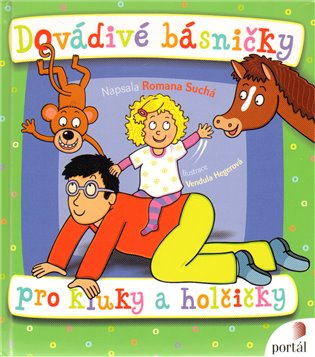 Dovádivé básničky
Napsala Romana Suchá
Ilustrace
Vendula Hegerová
pro kluky a holčičky
portál